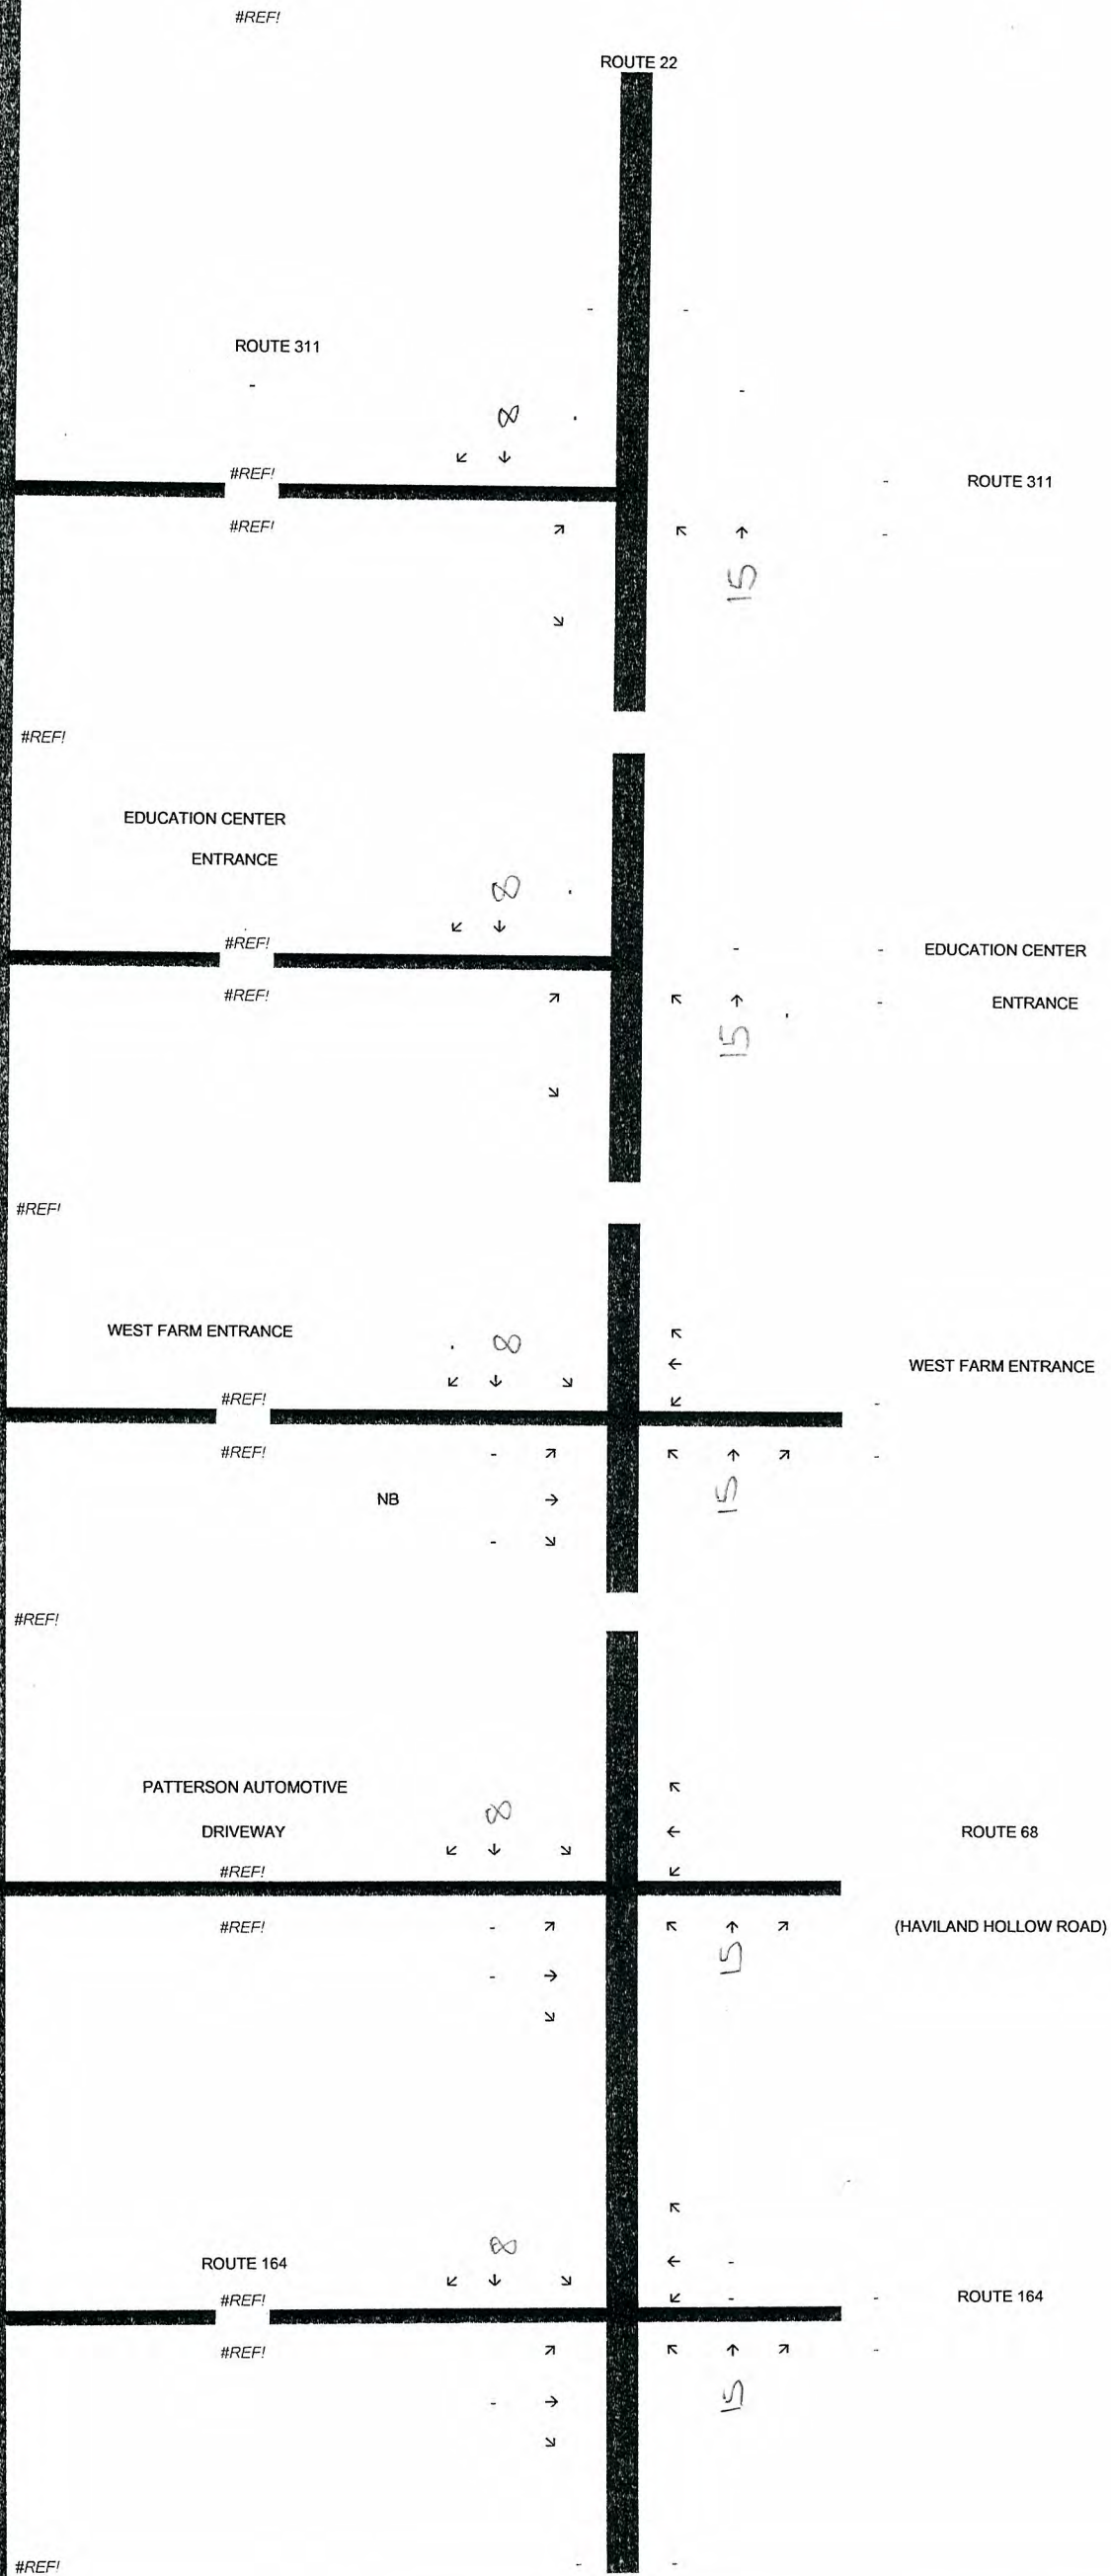 #REF!
ROUTE 22
-
-
ROUTE 311
-
-
8
↙ ↓
#REF!
-
ROUTE 311
#REF!
↗
↖ ↑
-
15
↘
#REF!
EDUCATION CENTER
ENTRANCE
8
↙ ↓
#REF!
-
-
EDUCATION CENTER
#REF!
↗
↖ ↑
-
ENTRANCE
15
↘
#REF!
WEST FARM ENTRANCE
8
↖
←
WEST FARM ENTRANCE
↙ ↓ ↘
#REF!
↙
-
#REF!
- ↗
↖ ↑ ↗
-
15
NB
→
- ↘
#REF!
PATTERSON AUTOMOTIVE
↖
8
DRIVEWAY
←
ROUTE 68
↙ ↓ ↘
#REF!
↙
#REF!
- ↗
↖ ↑ ↗
(HAVILAND HOLLOW ROAD)
15
- →
↘
↖
8
ROUTE 164
← -
↙ ↓ ↘
#REF!
↙ -
-
ROUTE 164
#REF!
↗
↖ ↑ ↗
-
15
- →
↘
#REF!
-
-